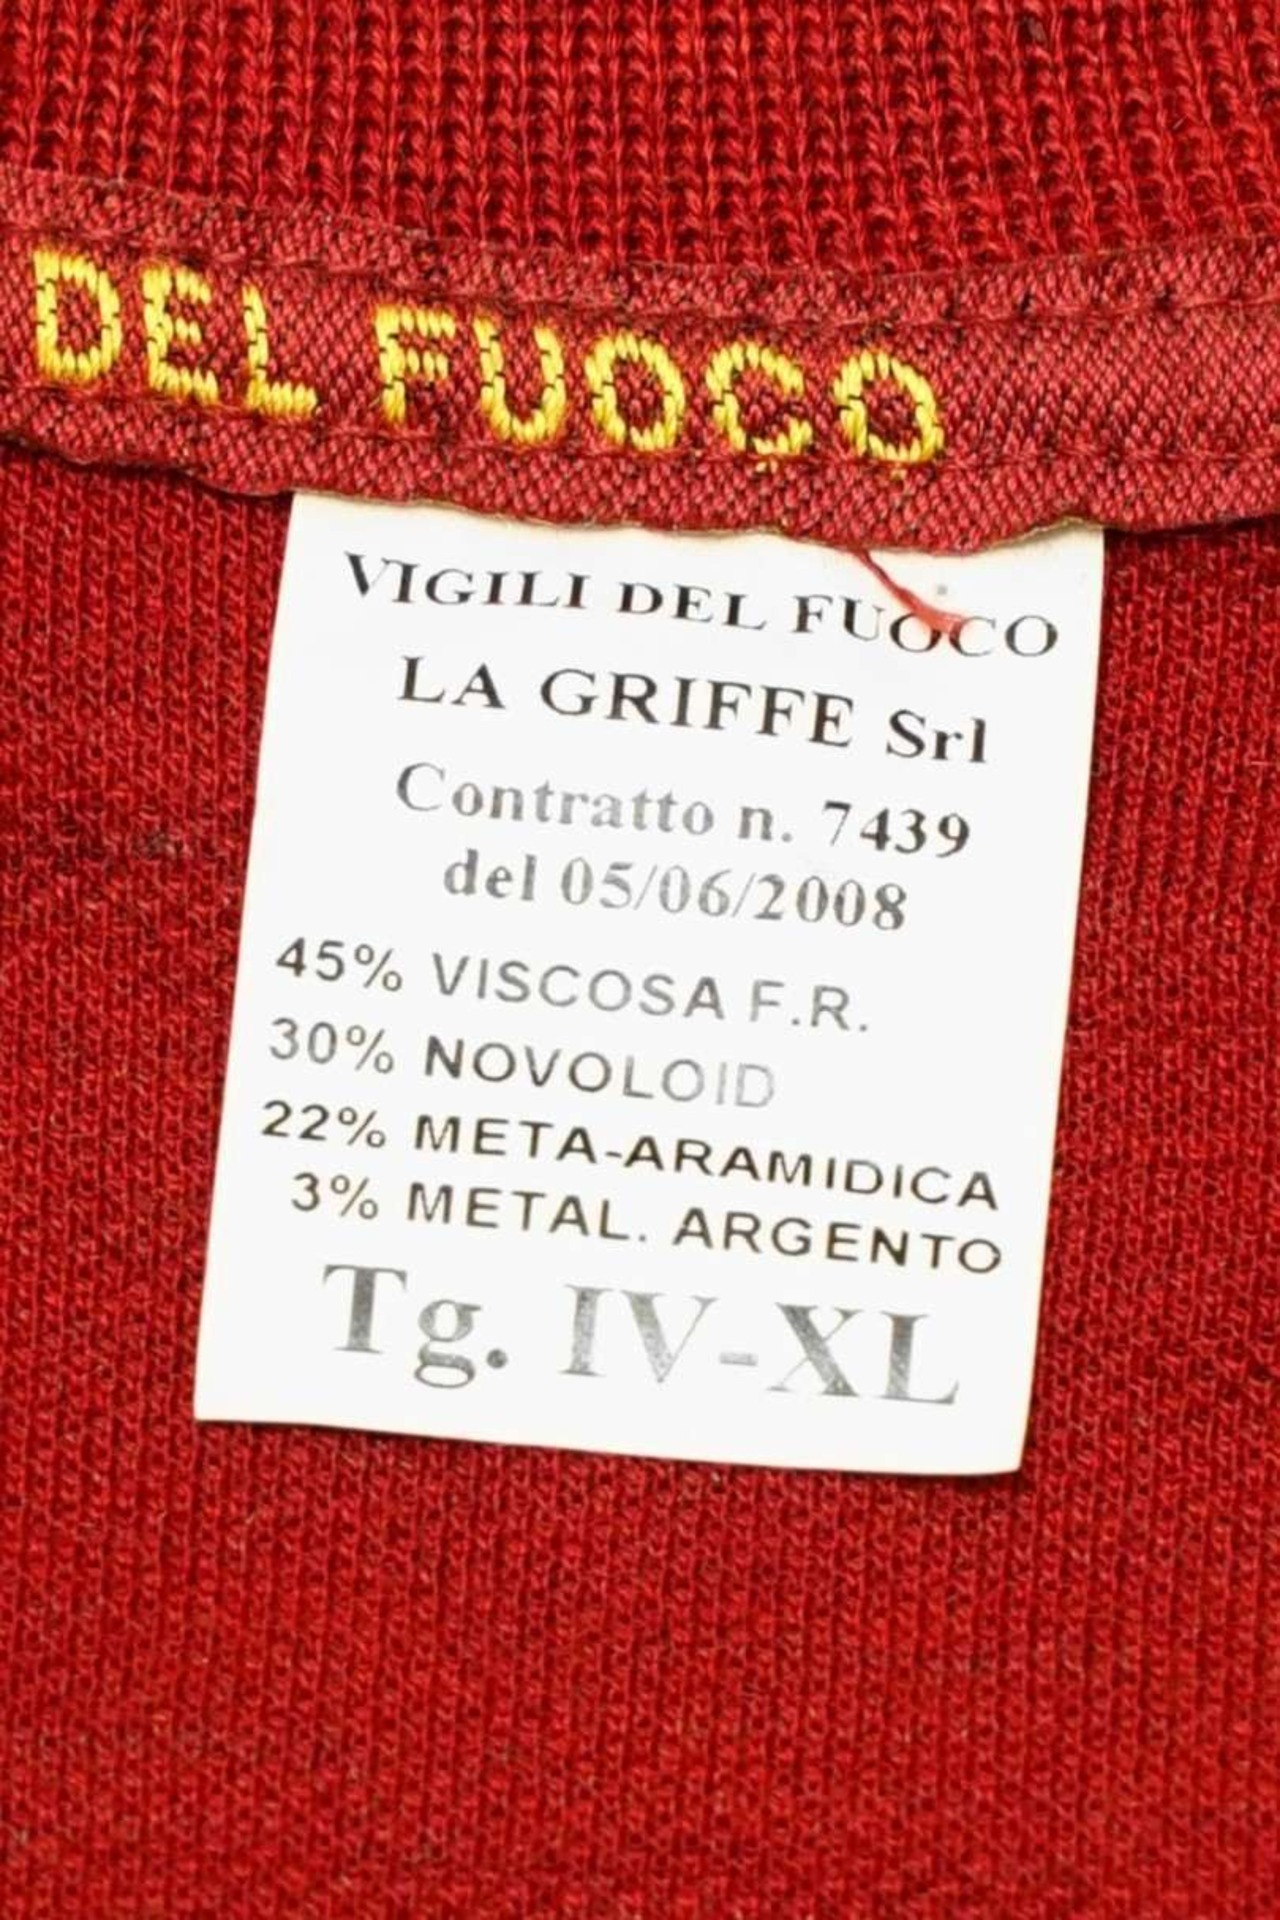 DEL FUOCO
VIGILI DEL FUOCO
LA GRIFFE Srl
Contratto n. 7439
del 05/06/2008
45% VISCOSA F.R.
30% NOVOLOID
22% META-ARAMIDICA
3% METAL. ARGENTO
Tg. IV-XL